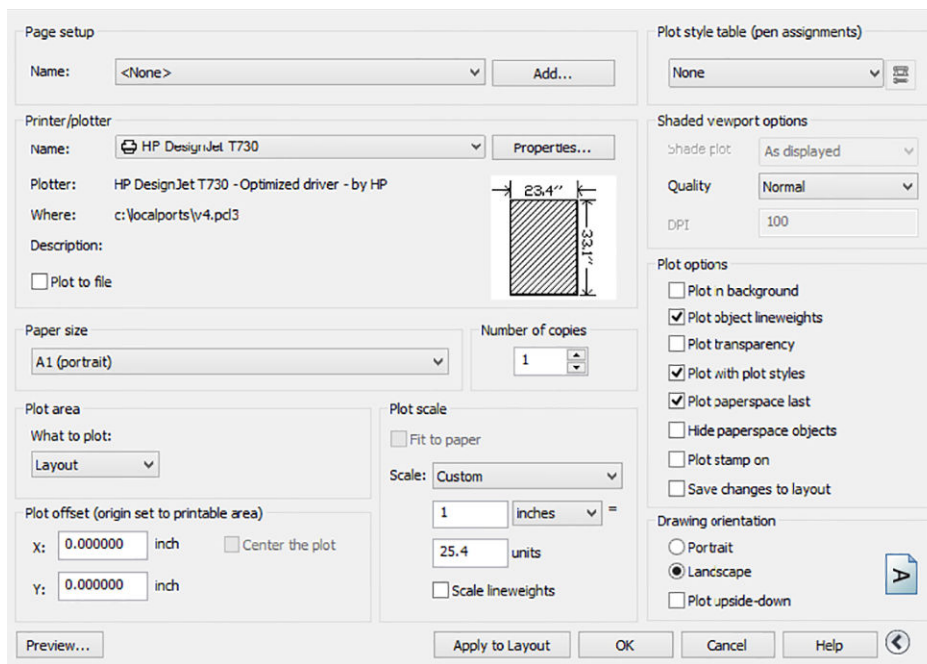 Page setup
Name: <None> Add...
Printer/plotter
Name: HP DesignJet T730 Properties...
Plotter: HP DesignJet T730 - Optimized driver - by HP
Where: c:\localports\v4.pcl3
Description:
Plot to file
23.4''
33.1''
Paper size
A1 (portrait)
Number of copies
1
Plot area
What to plot:
Layout
Plot offset (origin set to printable area)
X: 0.000000 inch Center the plot
Y: 0.000000 inch
Plot scale
Fit to paper
Scale: Custom
1 inches =
25.4 units
Scale lineweights
Plot style table (pen assignments)
None
Shaded viewport options
Shade plot As displayed
Quality Normal
DPI 100
Plot options
Plot in background
Plot object lineweights
Plot transparency
Plot with plot styles
Plot paperspace last
Hide paperspace objects
Plot stamp on
Save changes to layout
Drawing orientation
Portrait
Landscape
Plot upside-down
A
Preview... Apply to Layout OK Cancel Help